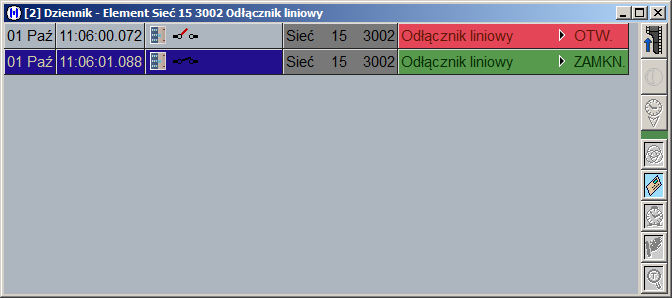 [2] Dziennik - Element Sieć 15 3002 Odłącznik liniowy
01 Paź 11:06:00.072 Sieć 15 3002 Odłącznik liniowy OTW.
01 Paź 11:06:01.088 Sieć 15 3002 Odłącznik liniowy ZAMKN.